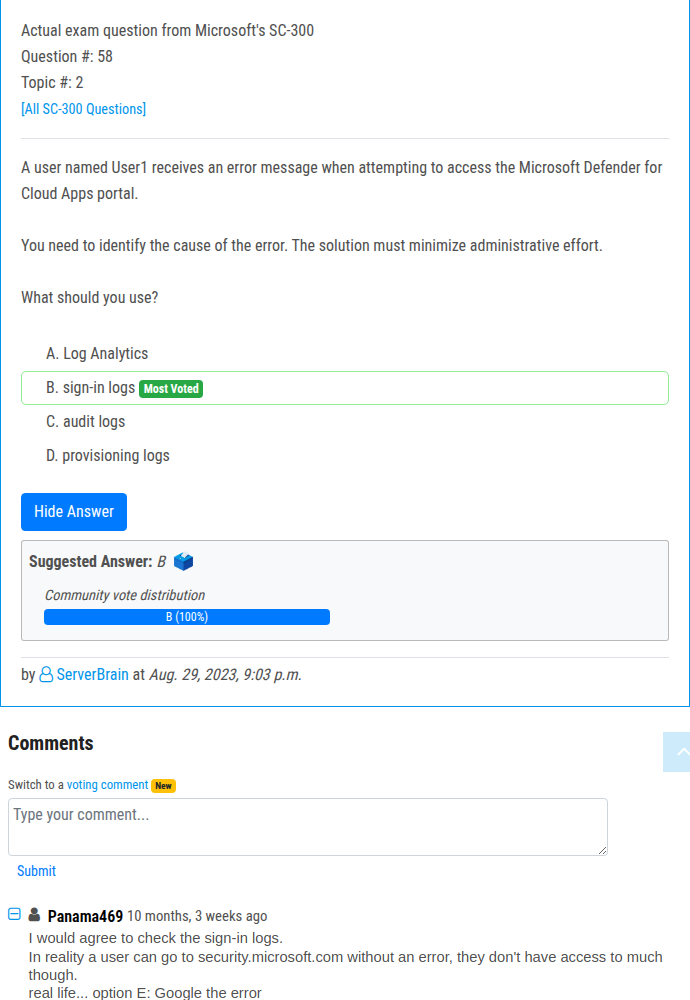 Actual exam question from Microsoft's SC-300
Question #: 58
Topic #: 2
[All SC-300 Questions]
A user named User1 receives an error message when attempting to access the Microsoft Defender for
Cloud Apps portal.
You need to identify the cause of the error. The solution must minimize administrative effort.
What should you use?
A. Log Analytics
B. sign-in logs Most Voted
C. audit logs
D. provisioning logs
Hide Answer
Suggested Answer: B
Community vote distribution
B (100%)
by ServerBrain at Aug. 29, 2023, 9:03 p.m.
Comments
Switch to a voting comment New
Type your comment...
Submit
Panama469 10 months, 3 weeks ago
I would agree to check the sign-in logs.
In reality a user can go to security.microsoft.com without an error, they don't have access to much
though.
real life... option E: Google the error